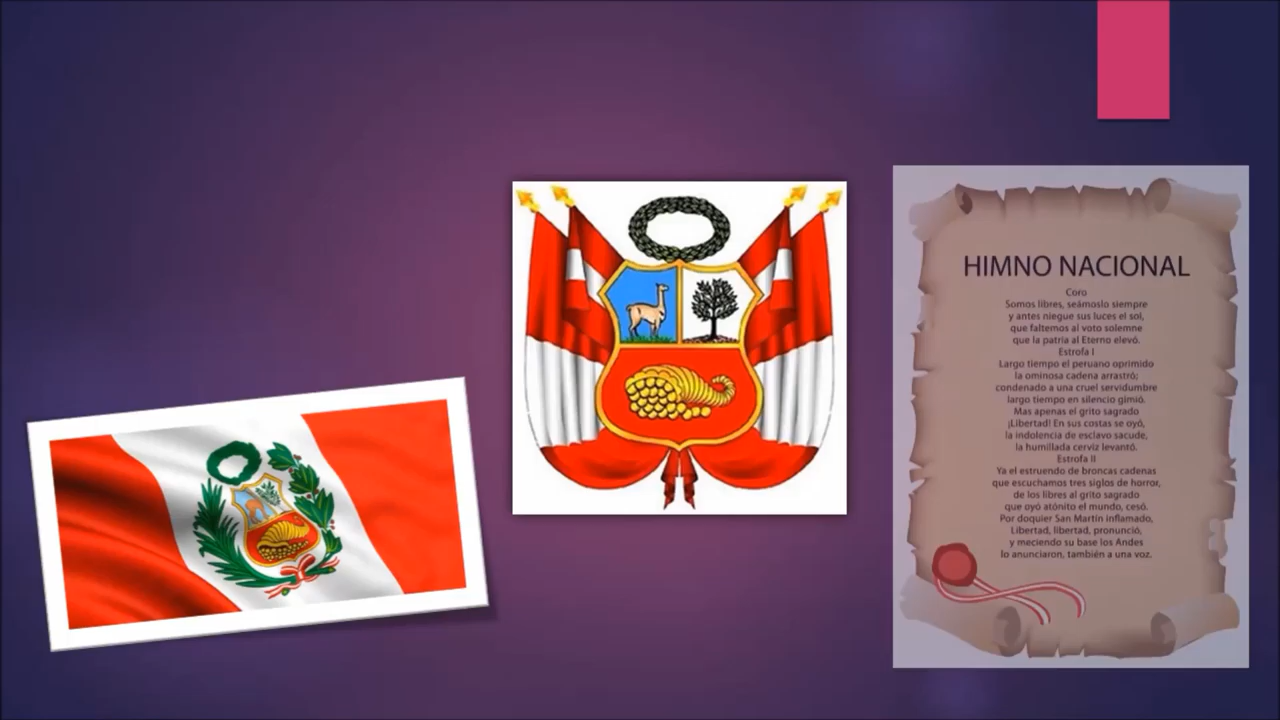 HIMNO NACIONAL
Coro
Somos libres, seámoslo siempre
y antes niegue sus luces el sol,
que faltemos al voto solemne
que la patria al Eterno elevó.
Estrofa I
Largo tiempo el peruano oprimido
la ominosa cadena arrastró;
condenado a una cruel servidumbre
largo tiempo en silencio gimió.
Mas apenas el grito sagrado
¡Libertad! En sus costas se oyó,
la indolencia de esclavo sacude,
la humillada cerviz levantó.
Estrofa II
Ya el estruendo de broncas cadenas
que escuchamos tres siglos de horror,
de los libres al grito sagrado
que oyó atónito el mundo, cesó.
Por doquier San Martín inflamado,
Libertad, libertad, pronunció,
y meciendo su base los Andes
lo anunciaron, también a una voz.